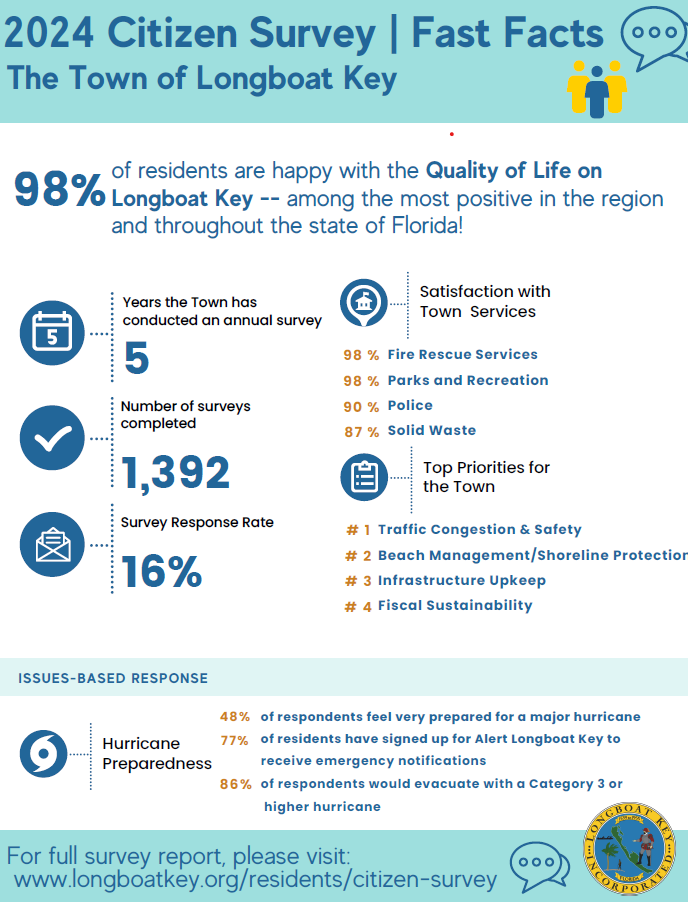 2024 Citizen Survey | Fast Facts
The Town of Longboat Key
98% of residents are happy with the Quality of Life on
Longboat Key -- among the most positive in the region
and throughout the state of Florida!
5
Years the Town has
conducted an annual survey
5
Number of surveys
completed
1,392
Survey Response Rate
16%
Satisfaction with
Town Services
98 % Fire Rescue Services
98 % Parks and Recreation
90 % Police
87 % Solid Waste
Top Priorities for
the Town
# 1 Traffic Congestion & Safety
# 2 Beach Management/Shoreline Protection
# 3 Infrastructure Upkeep
# 4 Fiscal Sustainability
ISSUES-BASED RESPONSE
Hurricane
Preparedness
48% of respondents feel very prepared for a major hurricane
77% of residents have signed up for Alert Longboat Key to
receive emergency notifications
86% of respondents would evacuate with a Category 3 or
higher hurricane
For full survey report, please visit:
www.longboatkey.org/residents/citizen-survey
LONGBOAT KEY
INCORPORATED
FLORIDA